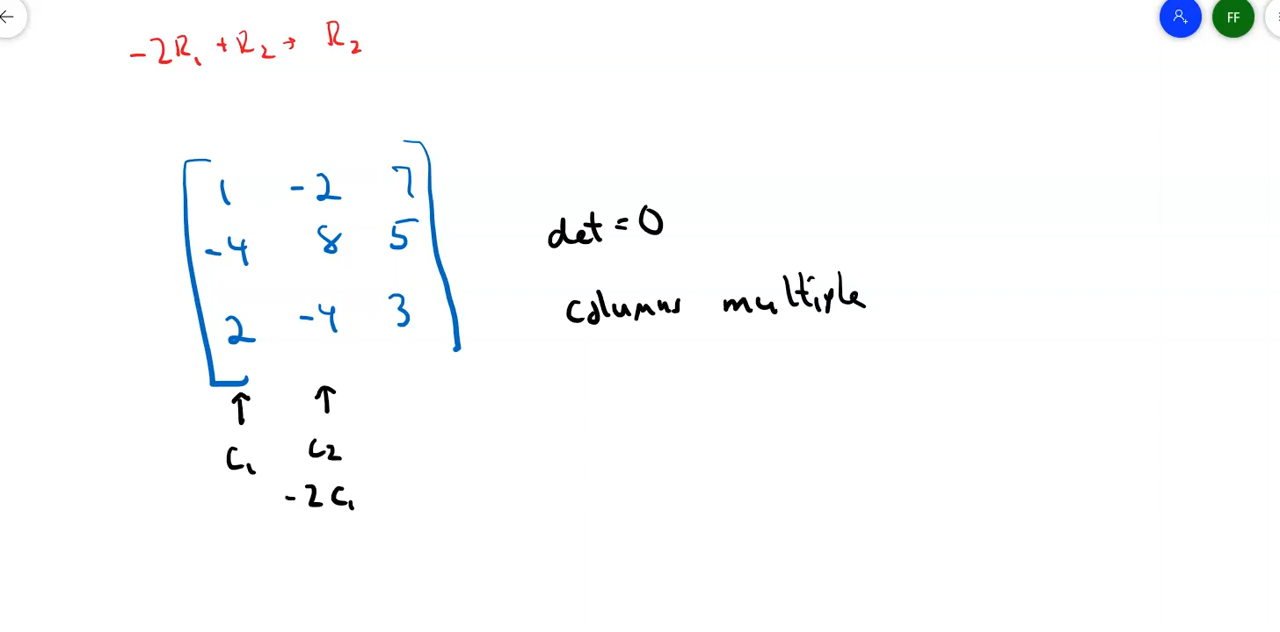 FF
-2R₁ + R₂ → R₂
1 -2 7
-4 8 5
2 -4 3
det = 0
columns multiple
↑ ↑
C₁ C₂
-2C₁